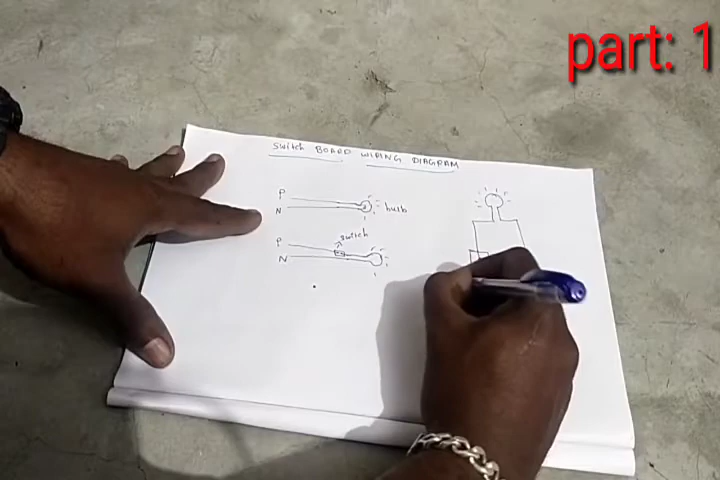 part: 1
Switch BOARD WIRING DIAGRAM
P
N
bulb
switch
P
N